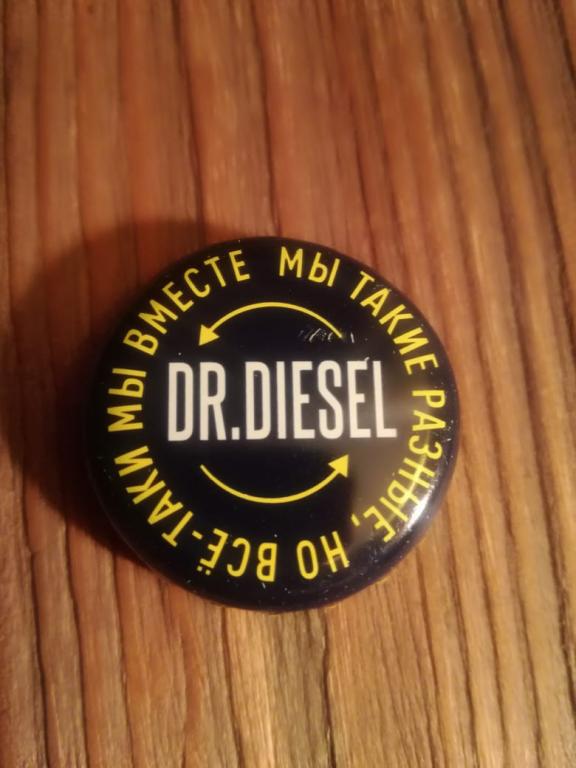 МЫ ТАКИЕ РАЗНЫЕ, НО ВСЁ-ТАКИ МЫ ВМЕСТЕ
DR.DIESEL